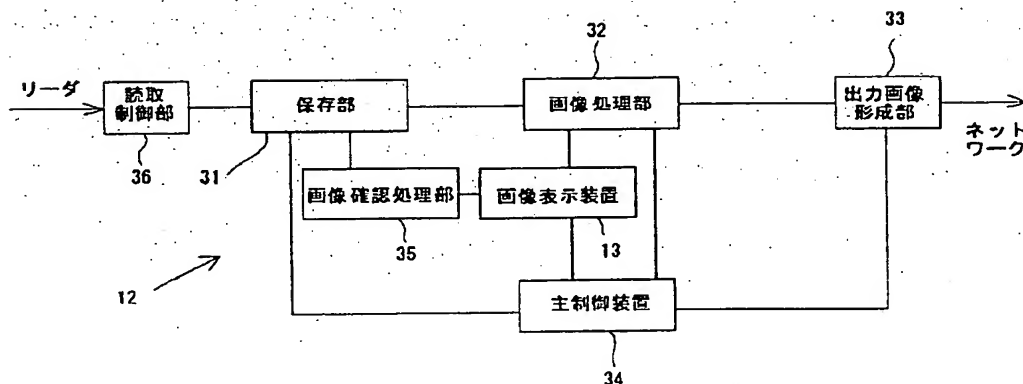 32
33
リーダ
読取
制御部
保存部
画像処理部
出力画像
形成部
ネット
ワーク
36
31
画像確認処理部
画像表示装置
35
13
12
主制御装置
34